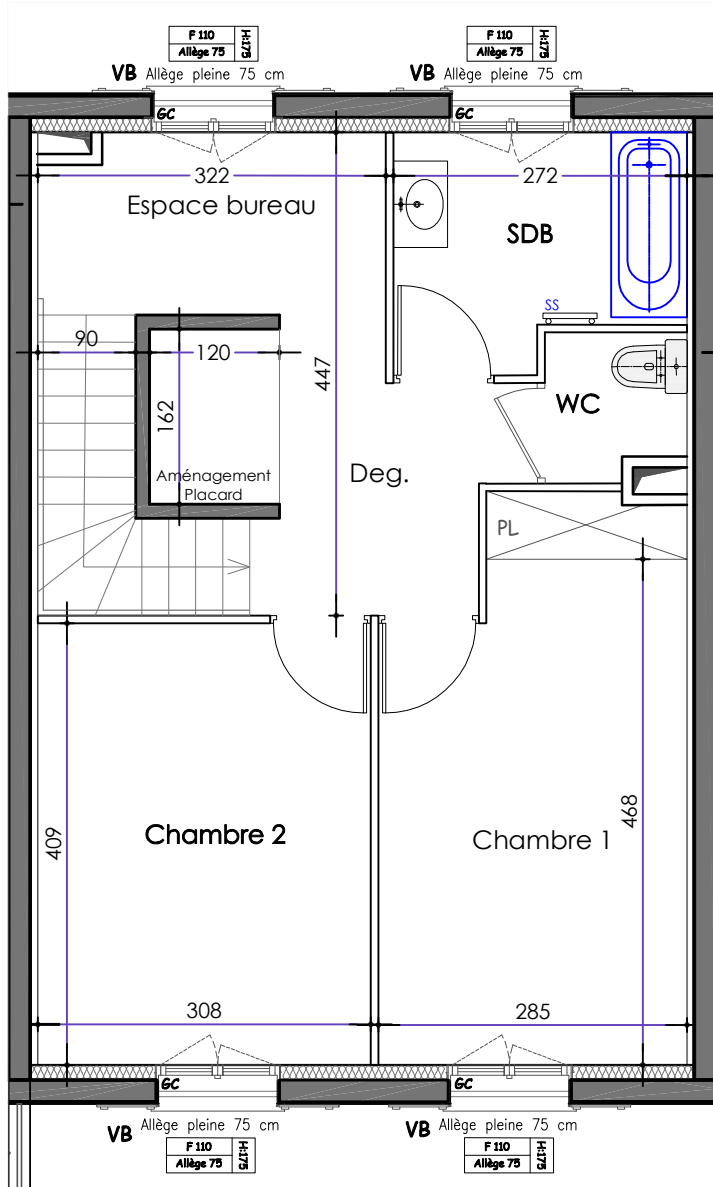 F 110
Allège 75
H:175
F 110
Allège 75
H:175
VB Allège pleine 75 cm
VB Allège pleine 75 cm
GC
GC
322
272
Espace bureau
SDB
SS
90
120
447
WC
162
Deg.
Aménagement
Placard
PL
409
468
Chambre 2
Chambre 1
308
285
GC
GC
VB Allège pleine 75 cm
VB Allège pleine 75 cm
F 110
Allège 75
H:175
F 110
Allège 75
H:175